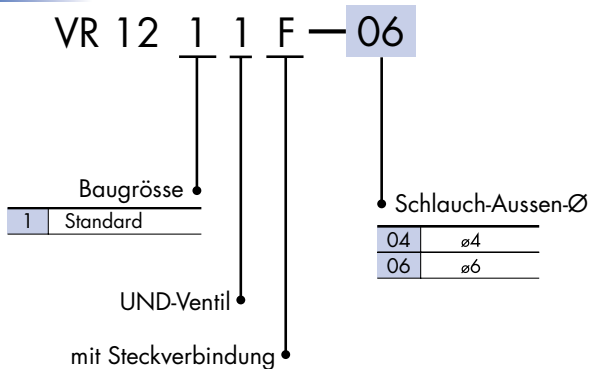 VR 12 1 1 F — 06
Baugrösse
1 Standard
Schlauch-Aussen-Ø
04 ø4
06 ø6
UND-Ventil
mit Steckverbindung